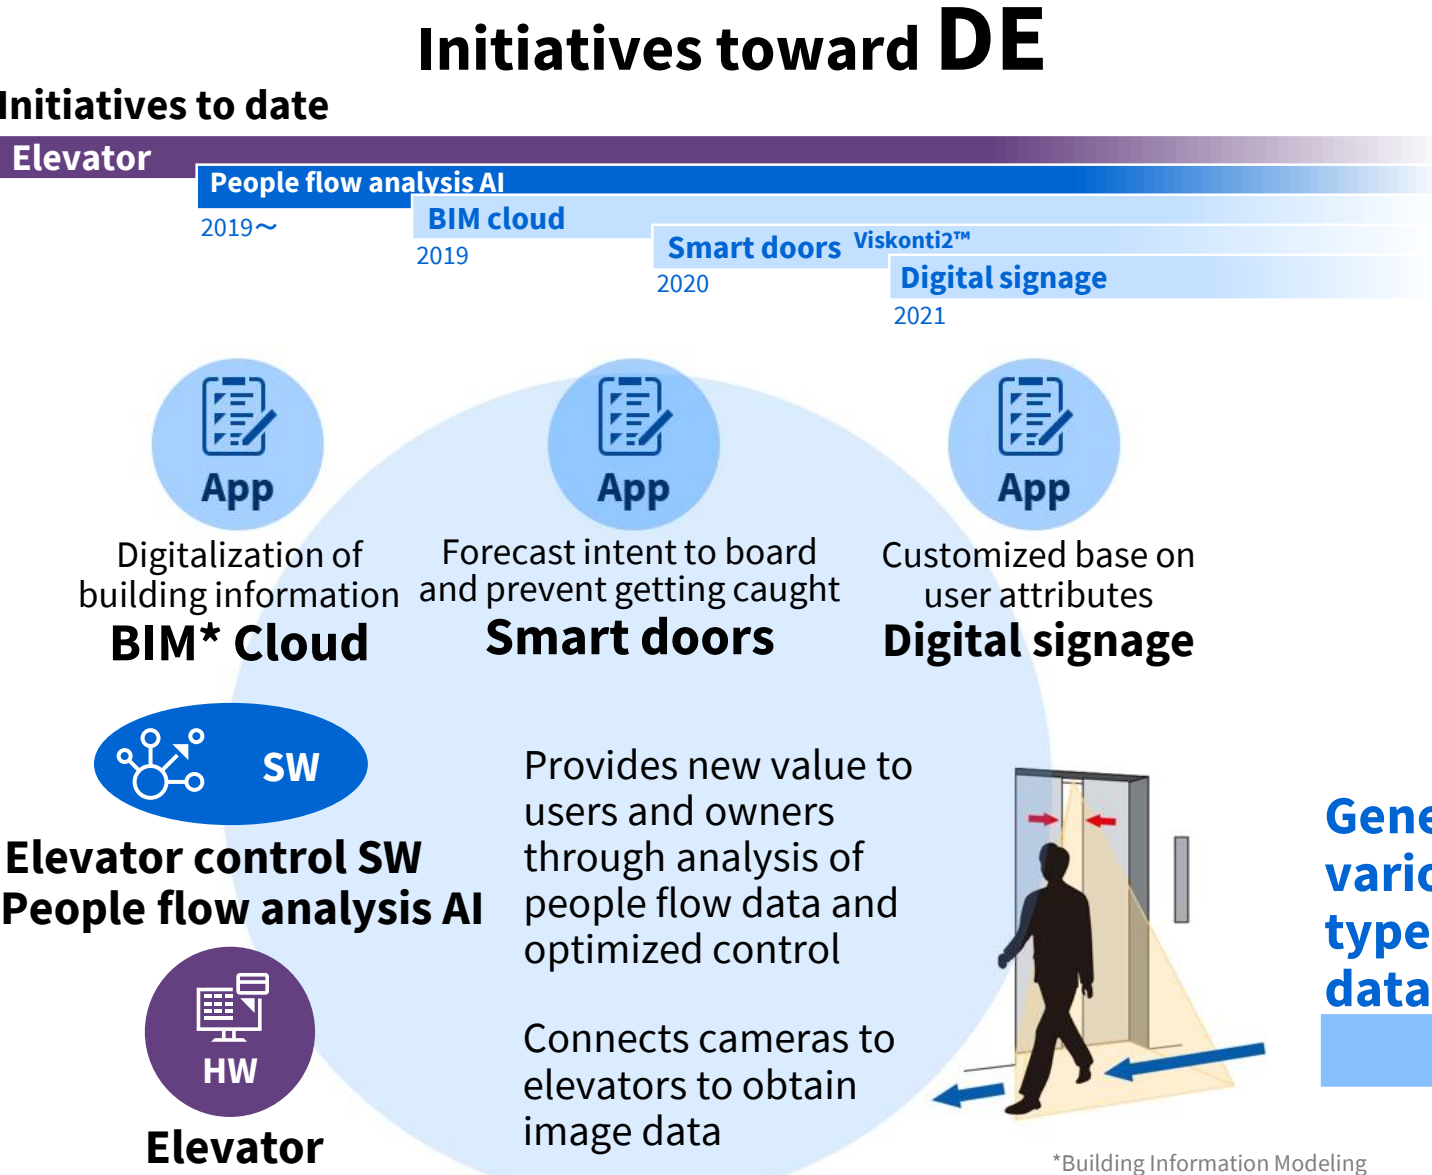 Initiatives toward DE
Initiatives to date
Elevator
People flow analysis AI
2019～
BIM cloud
2019
Smart doors Viskonti2™
2020
Digital signage
2021
App
App
App
Digitalization of
building information
BIM* Cloud
Forecast intent to board
and prevent getting caught
Smart doors
Customized base on
user attributes
Digital signage
SW
Elevator control SW
People flow analysis AI
Provides new value to
users and owners
through analysis of
people flow data and
optimized control
HW
Elevator
Connects cameras to
elevators to obtain
image data
type
data
*Building Information Modeling